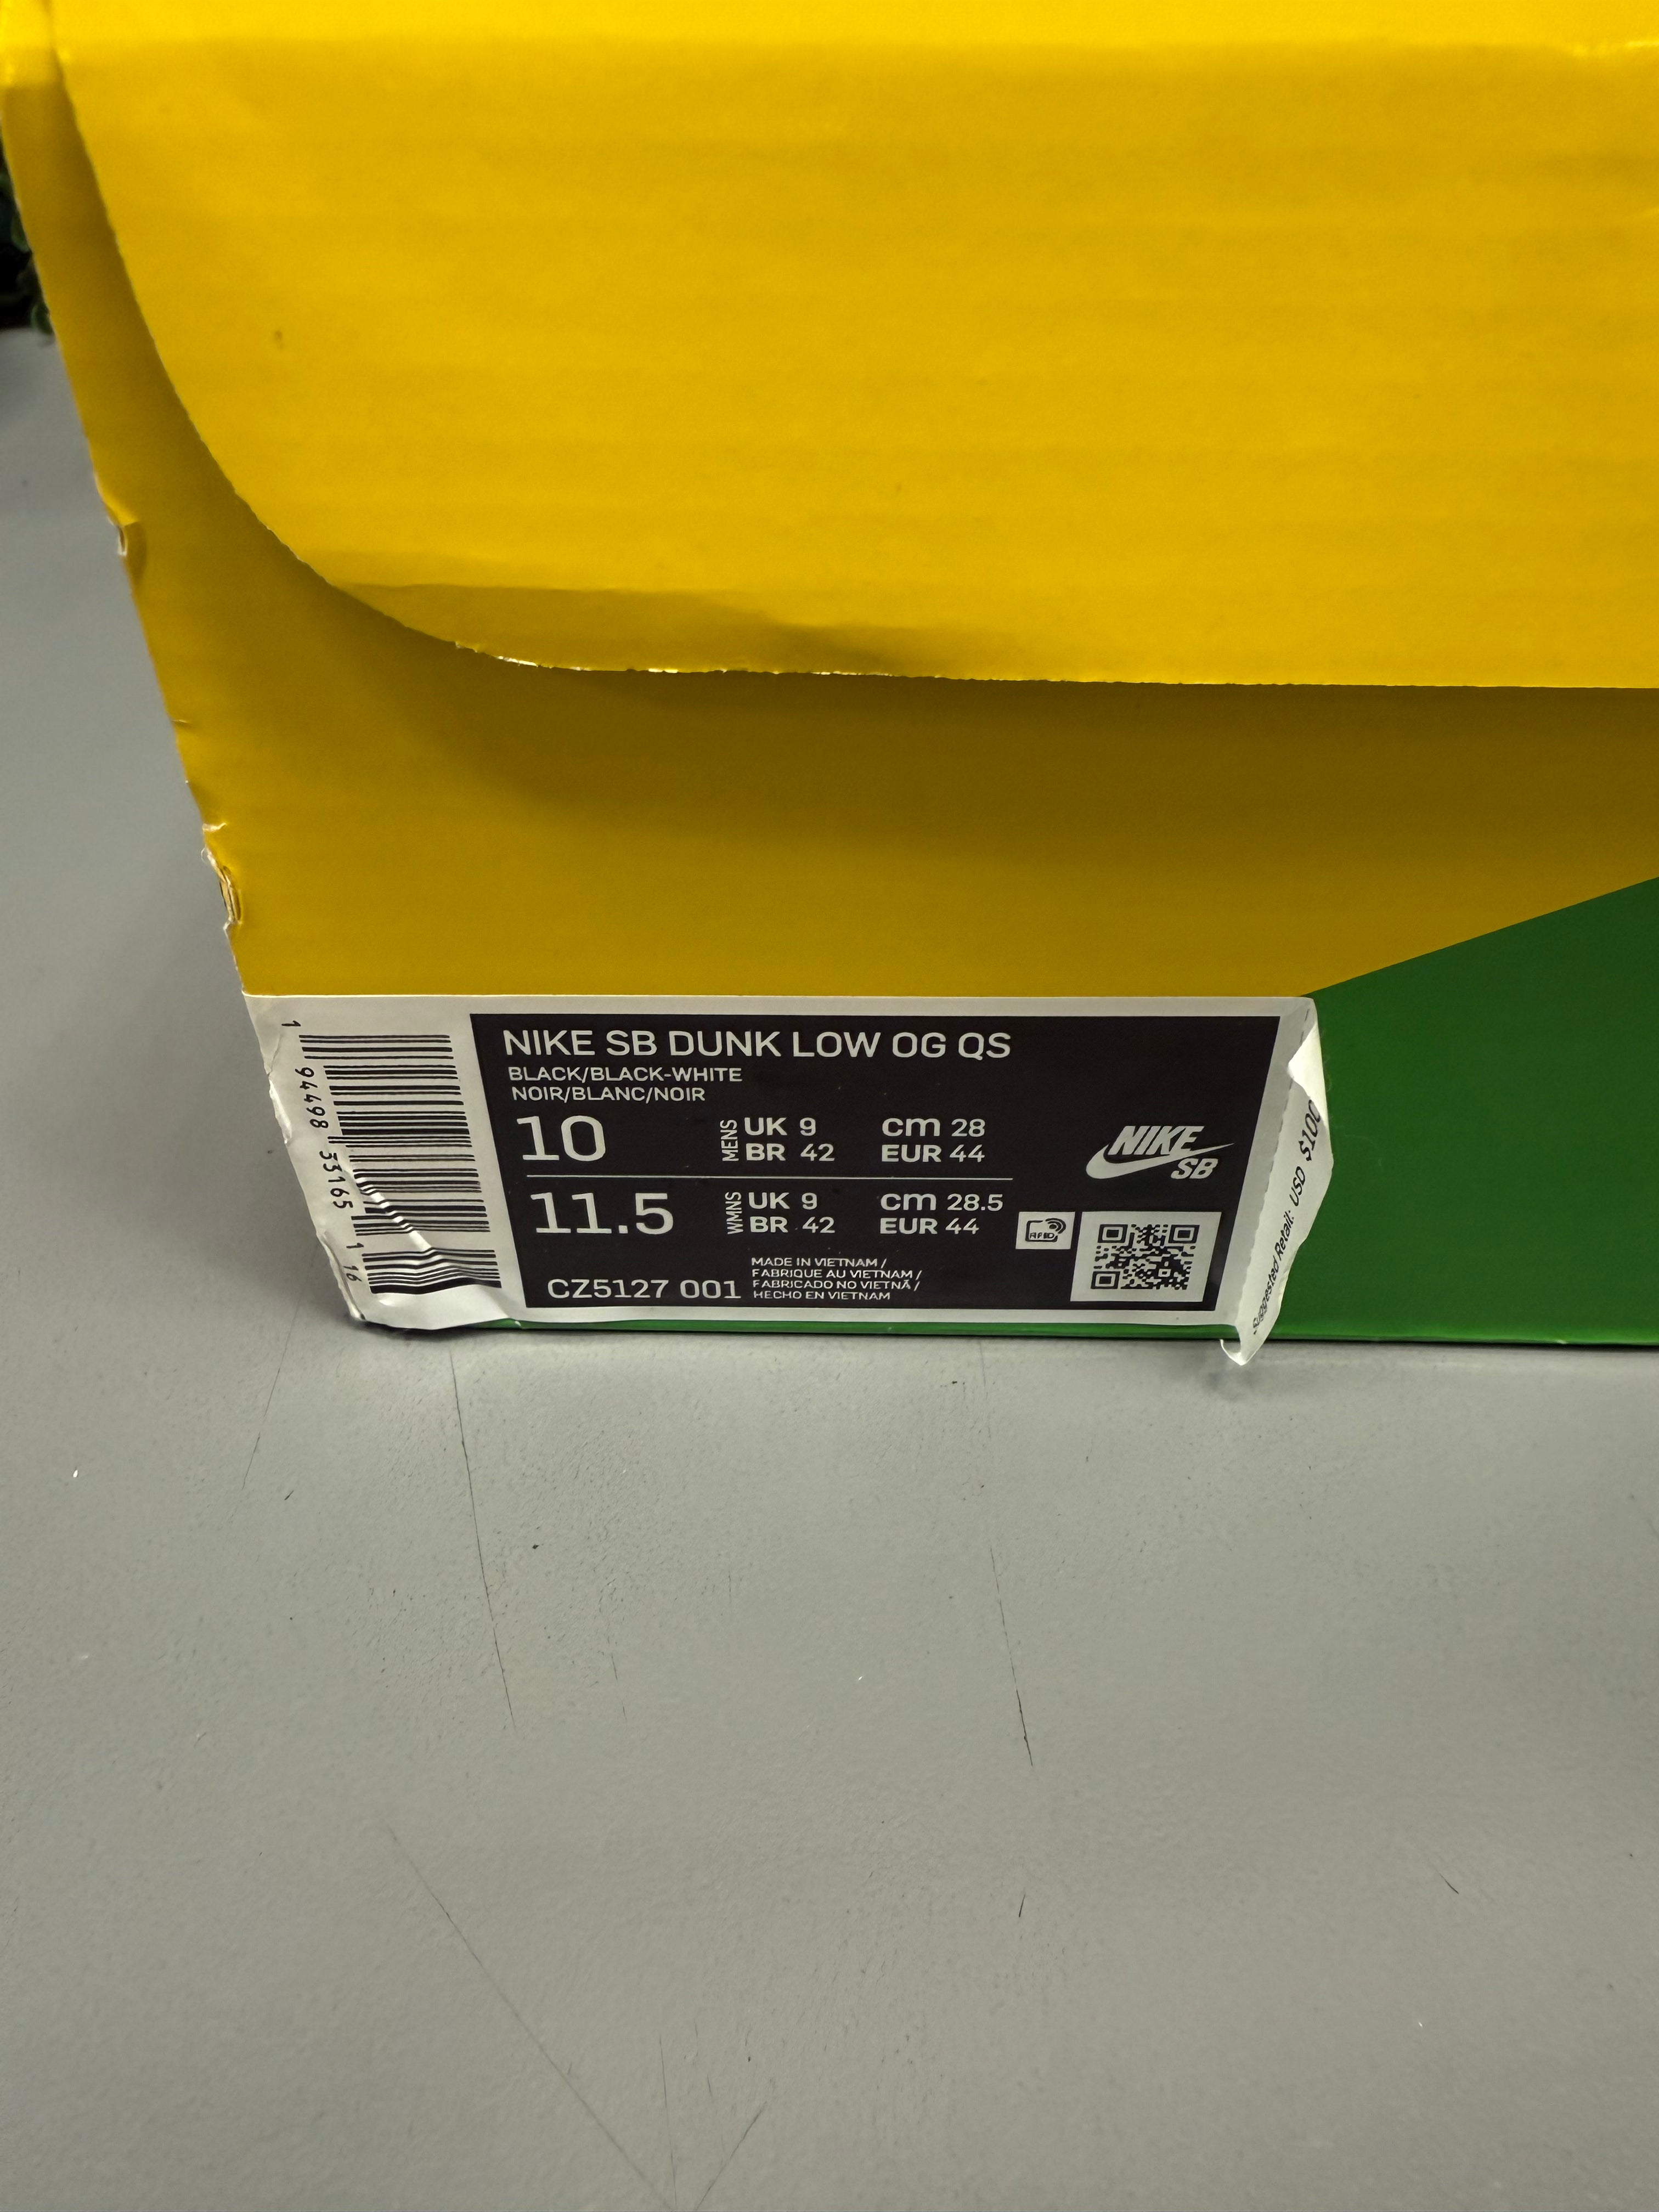 NIKE SB DUNK LOW OG QS
BLACK/BLACK-WHITE
NOIR/BLANC/NOIR
10 MENS UK 9 cm 28
BR 42 EUR 44
11.5 WMNS UK 9 cm 28.5
BR 42 EUR 44
CZ5127 001
MADE IN VIETNAM /
FABRIQUE AU VIETNAM /
FABRICADO NO VIETNÃ /
HECHO EN VIETNAM
NIKE
SB
RFID
1 94498 33165 1 16
Suggested Retail: USD $100